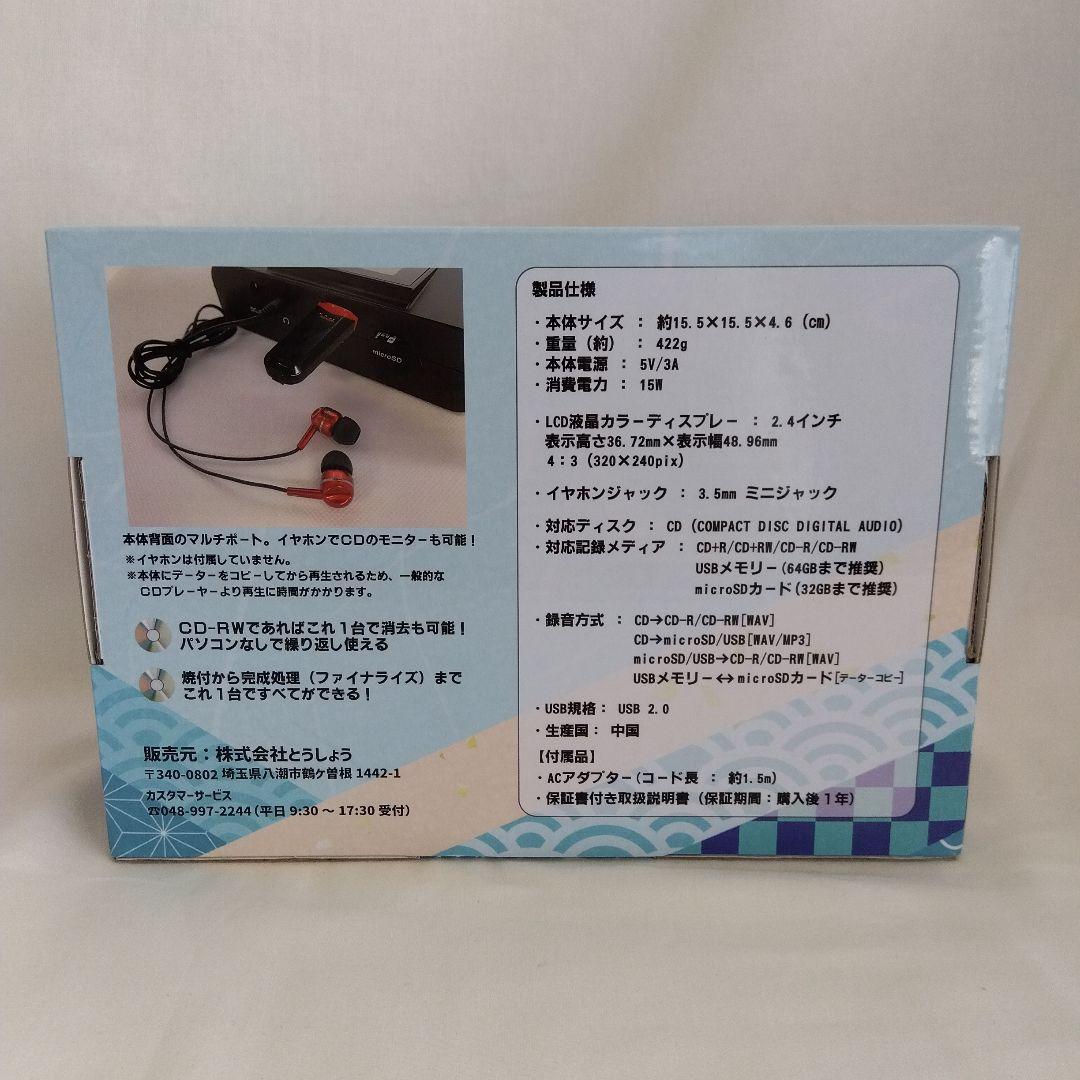 microSD
本体背面のマルチポート。イヤホンでCDのモニターも可能！
※イヤホンは付属していません。
※本体にデーターをコピーしてから再生されるため、一般的な
CDプレーヤーより再生に時間がかかります。
CD-RWであればこれ1台で消去も可能！
パソコンなしで繰り返し使える
焼付から完成処理（ファイナライズ）まで
これ1台ですべてができる！
販売元：株式会社とうしょう
〒340-0802 埼玉県八潮市鶴ケ曽根 1442-1
カスタマーサービス
☎048-997-2244（平日 9:30 ～ 17:30 受付）
製品仕様
・本体サイズ ： 約15.5×15.5×4.6（cm）
・重量（約） ： 422g
・本体電源 ： 5V/3A
・消費電力 ： 15W
・LCD液晶カラーディスプレー ： 2.4インチ
表示高さ36.72mm×表示幅48.96mm
4：3（320×240pix）
・イヤホンジャック ： 3.5mm ミニジャック
・対応ディスク ： CD（COMPACT DISC DIGITAL AUDIO）
・対応記録メディア ： CD+R/CD+RW/CD-R/CD-RW
USBメモリー(64GBまで推奨)
microSDカード(32GBまで推奨)
・録音方式 ： CD→CD-R/CD-RW[WAV]
CD→microSD/USB[WAV/MP3]
microSD/USB→CD-R/CD-RW[WAV]
USBメモリー↔microSDカード[データーコピー]
・USB規格： USB 2.0
・生産国： 中国
【付属品】
・ACアダプター(コード長 ： 約1.5m)
・保証書付き取扱説明書（保証期間：購入後1年）